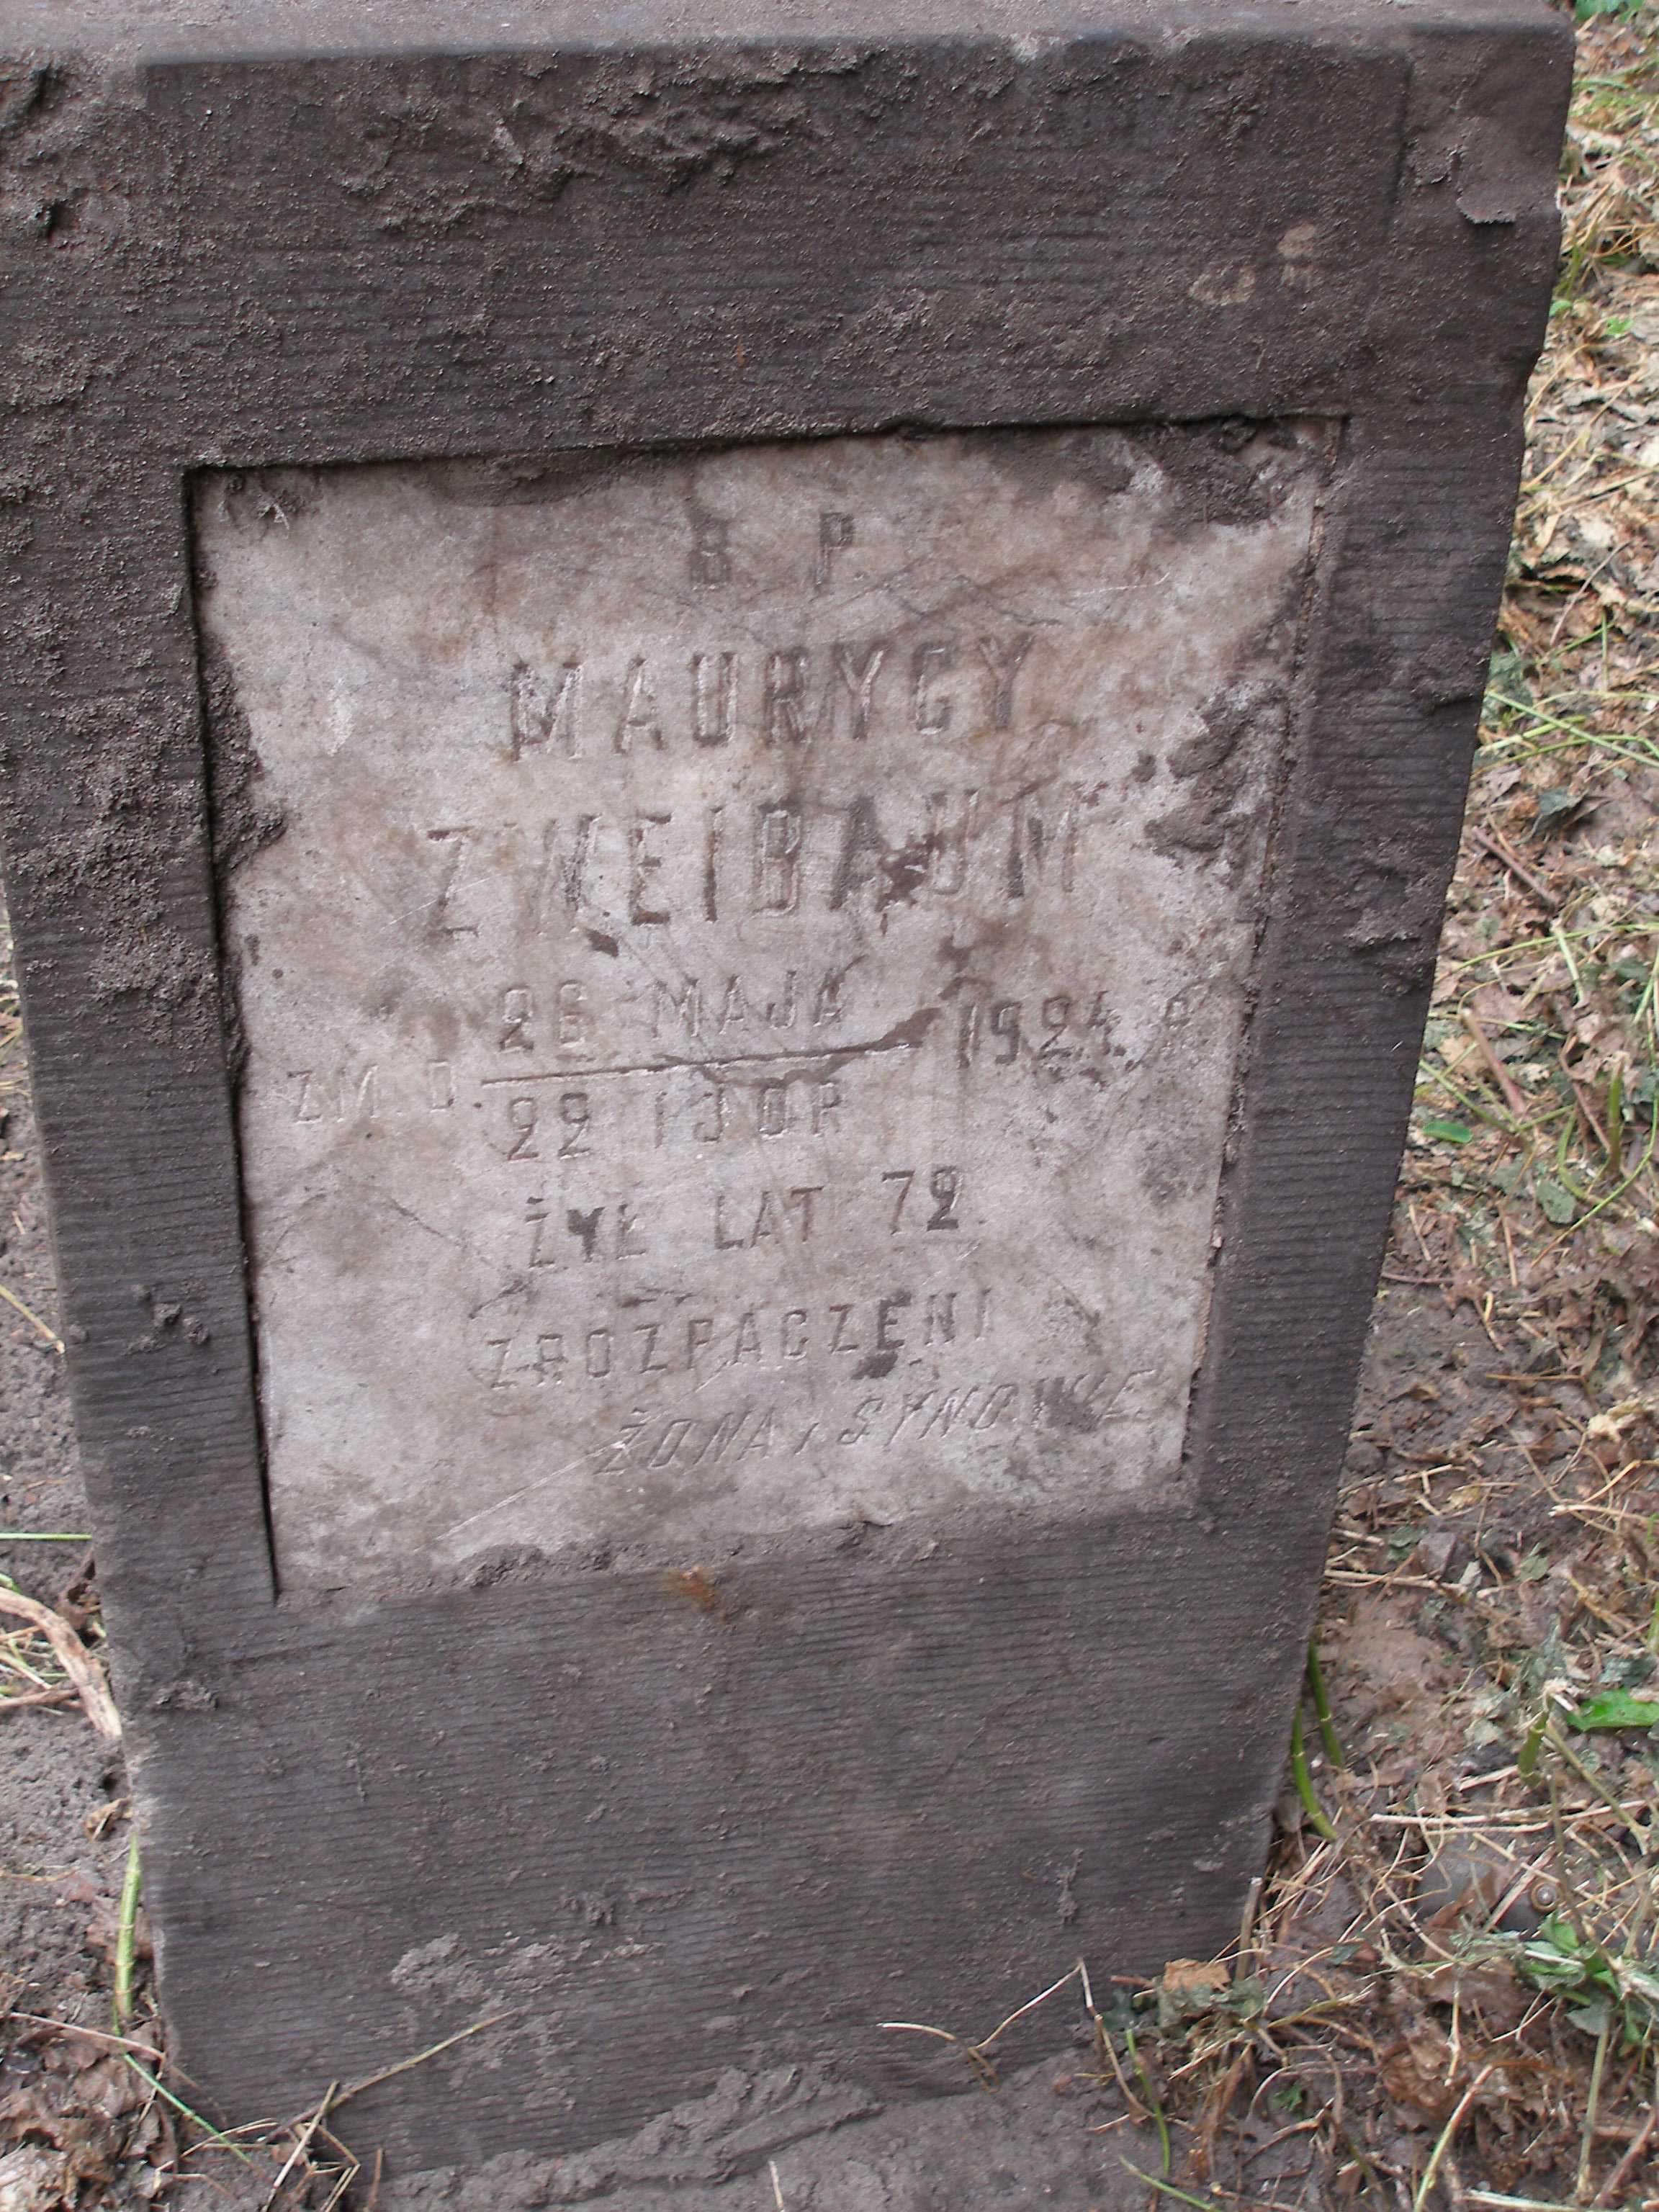 B. P.
MAURYCY
ZWEIBAUM
ZM. D. 26 MAJA 1924 R
22 IJOR
ŻYŁ LAT 72
ZROZPACZENI
ŻONA i SYNOWIE